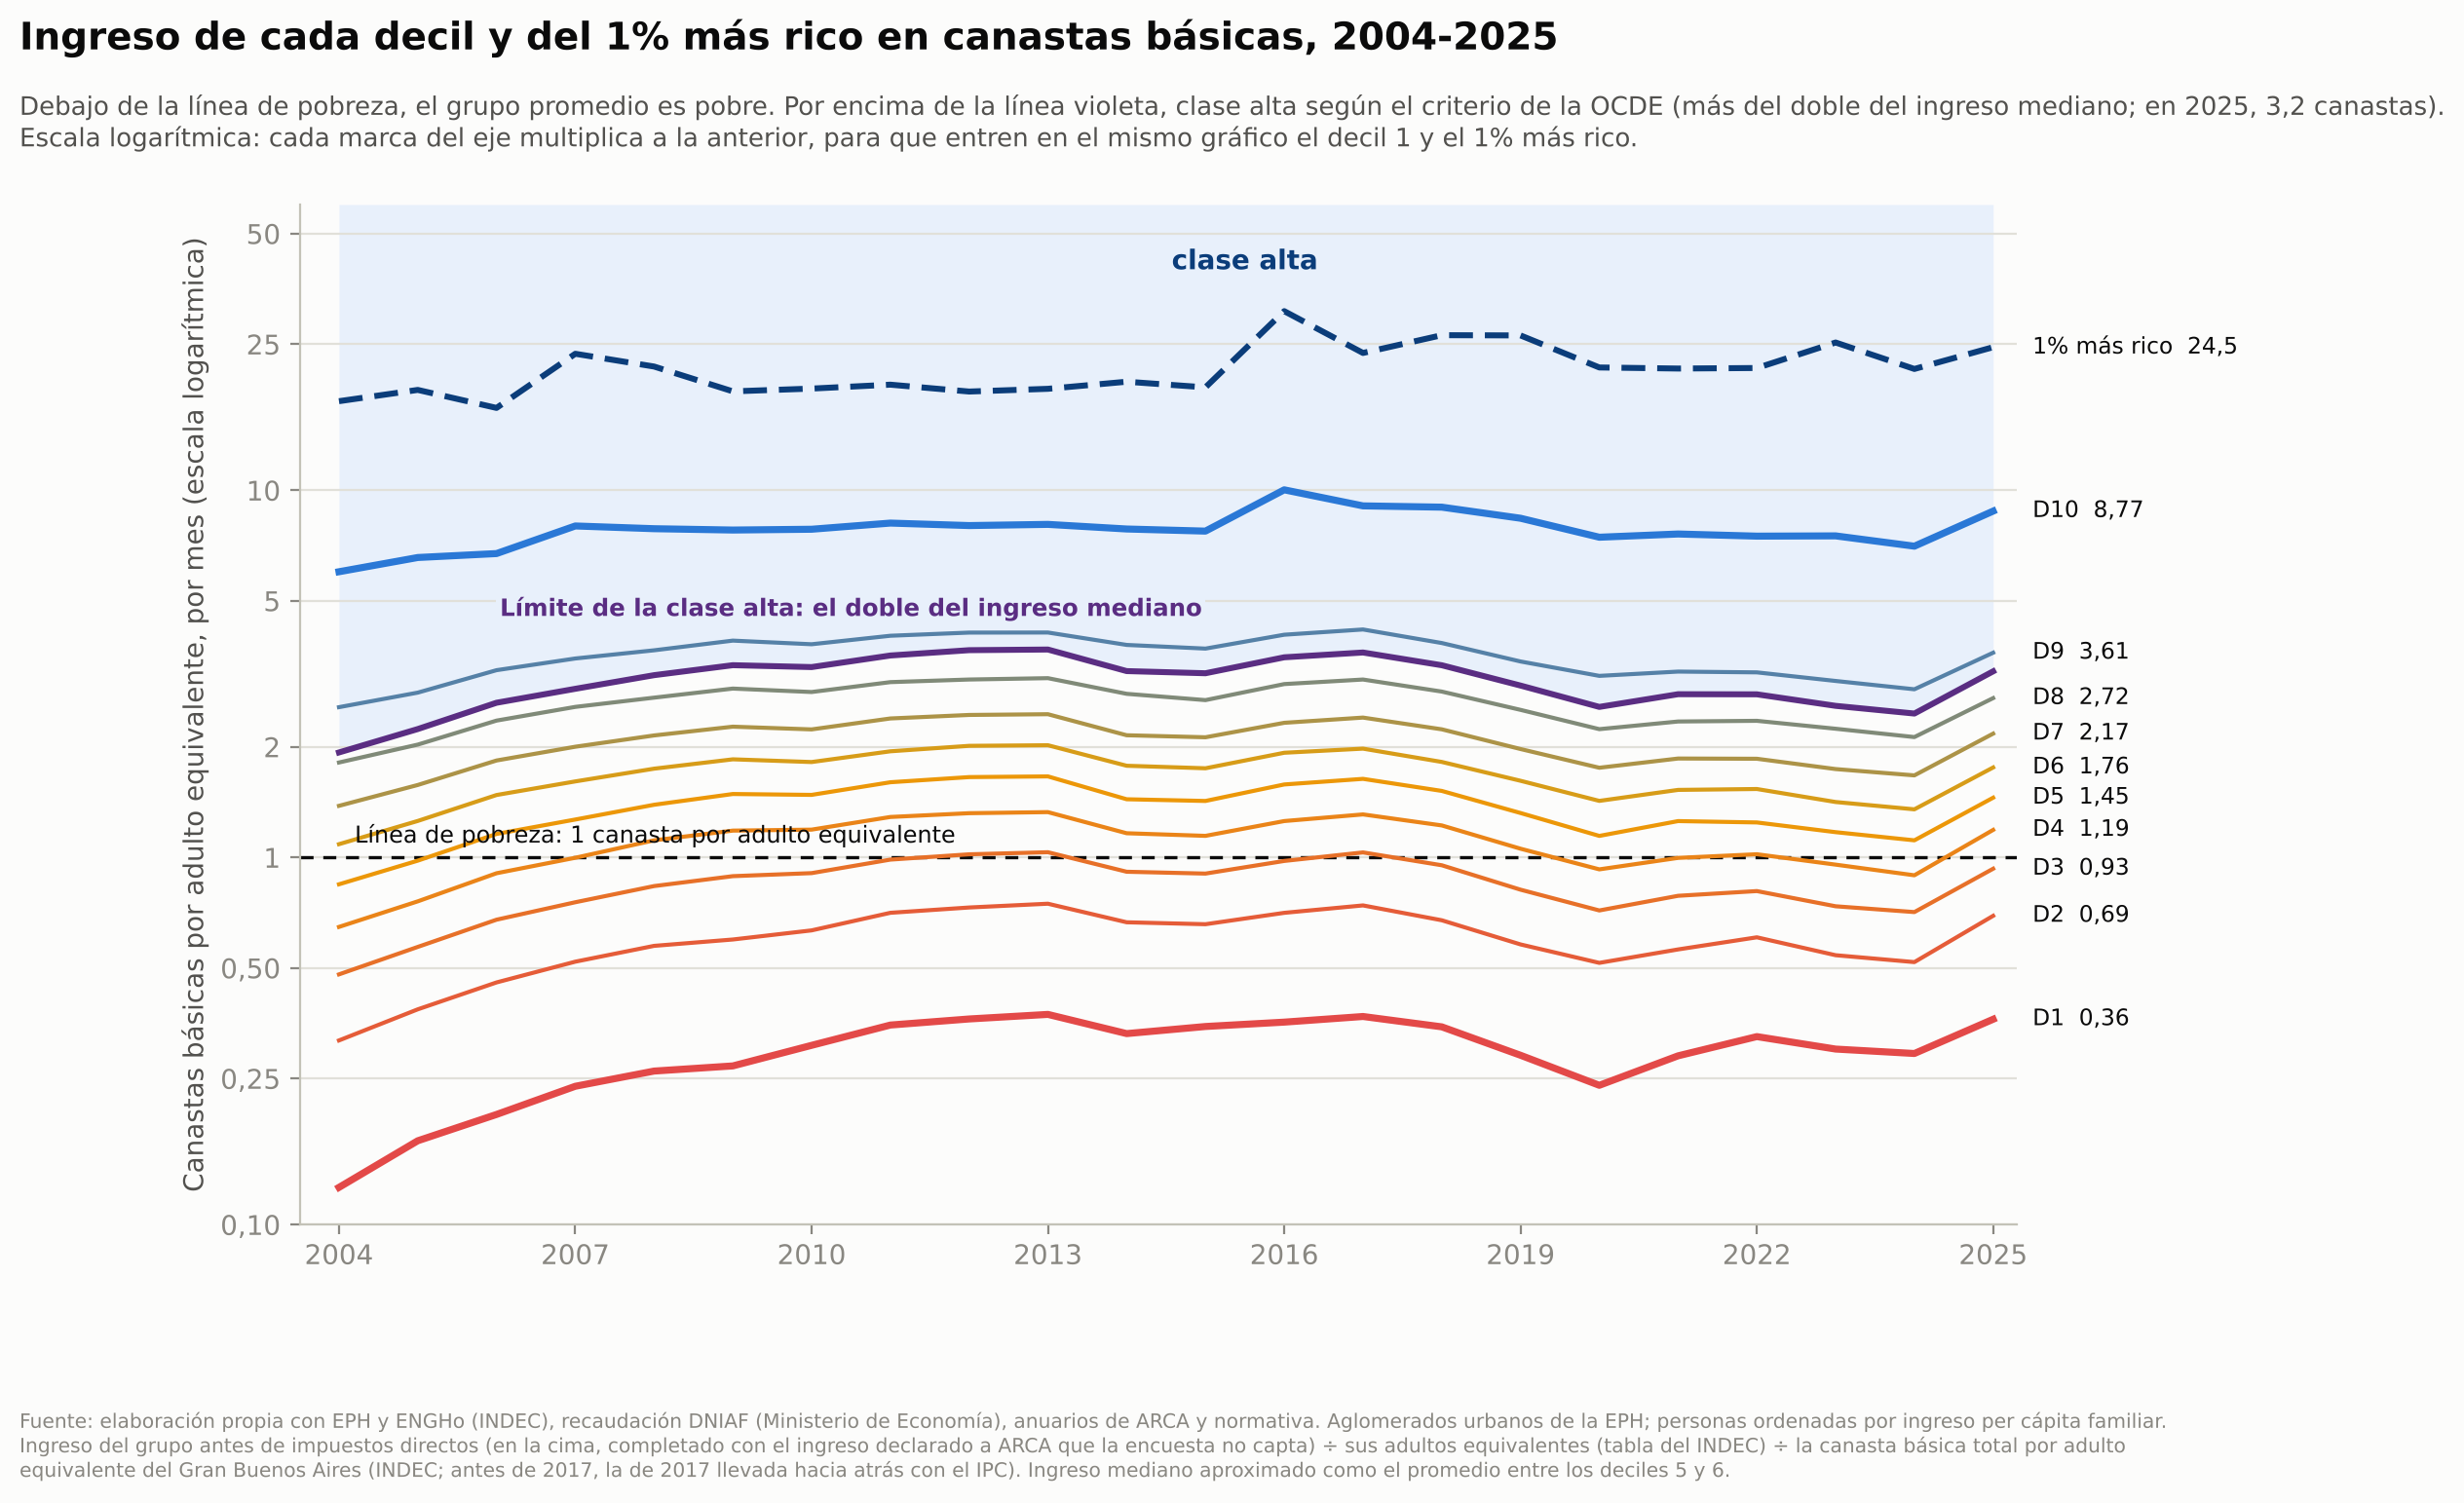 Ingreso de cada decil y del 1% más rico en canastas básicas, 2004-2025
Debajo de la línea de pobreza, el grupo promedio es pobre. Por encima de la línea violeta, clase alta según el criterio de la OCDE (más del doble del ingreso mediano; en 2025, 3,2 canastas).
Escala logarítmica: cada marca del eje multiplica a la anterior, para que entren en el mismo gráfico el decil 1 y el 1% más rico.
Canastas básicas por adulto equivalente, por mes (escala logarítmica)
50
25
10
5
2
1
0,50
0,25
0,10
clase alta
Límite de la clase alta: el doble del ingreso mediano
Línea de pobreza: 1 canasta por adulto equivalente
1% más rico 24,5
D10 8,77
D9 3,61
D8 2,72
D7 2,17
D6 1,76
D5 1,45
D4 1,19
D3 0,93
D2 0,69
D1 0,36
2004 2007 2010 2013 2016 2019 2022 2025
Fuente: elaboración propia con EPH y ENGHo (INDEC), recaudación DNIAF (Ministerio de Economía), anuarios de ARCA y normativa. Aglomerados urbanos de la EPH; personas ordenadas por ingreso per cápita familiar.
Ingreso del grupo antes de impuestos directos (en la cima, completado con el ingreso declarado a ARCA que la encuesta no capta) ÷ sus adultos equivalentes (tabla del INDEC) ÷ la canasta básica total por adulto
equivalente del Gran Buenos Aires (INDEC; antes de 2017, la de 2017 llevada hacia atrás con el IPC). Ingreso mediano aproximado como el promedio entre los deciles 5 y 6.